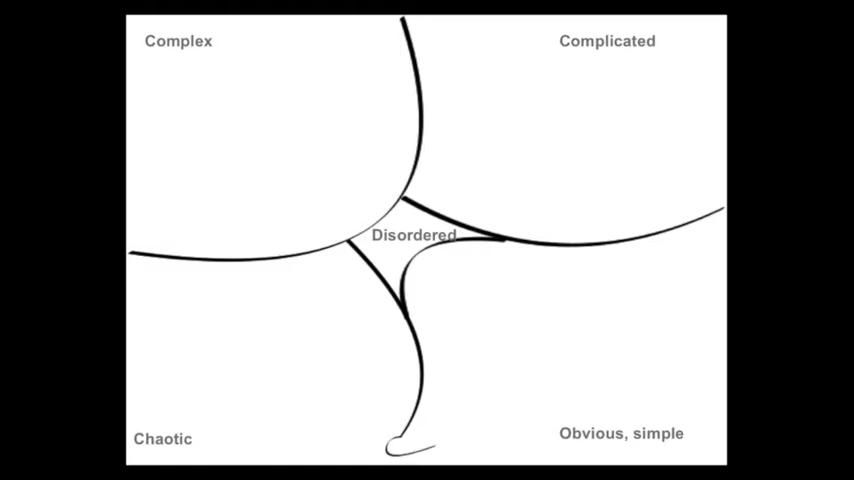 Complex
Complicated
Disordered
Chaotic
Obvious, simple